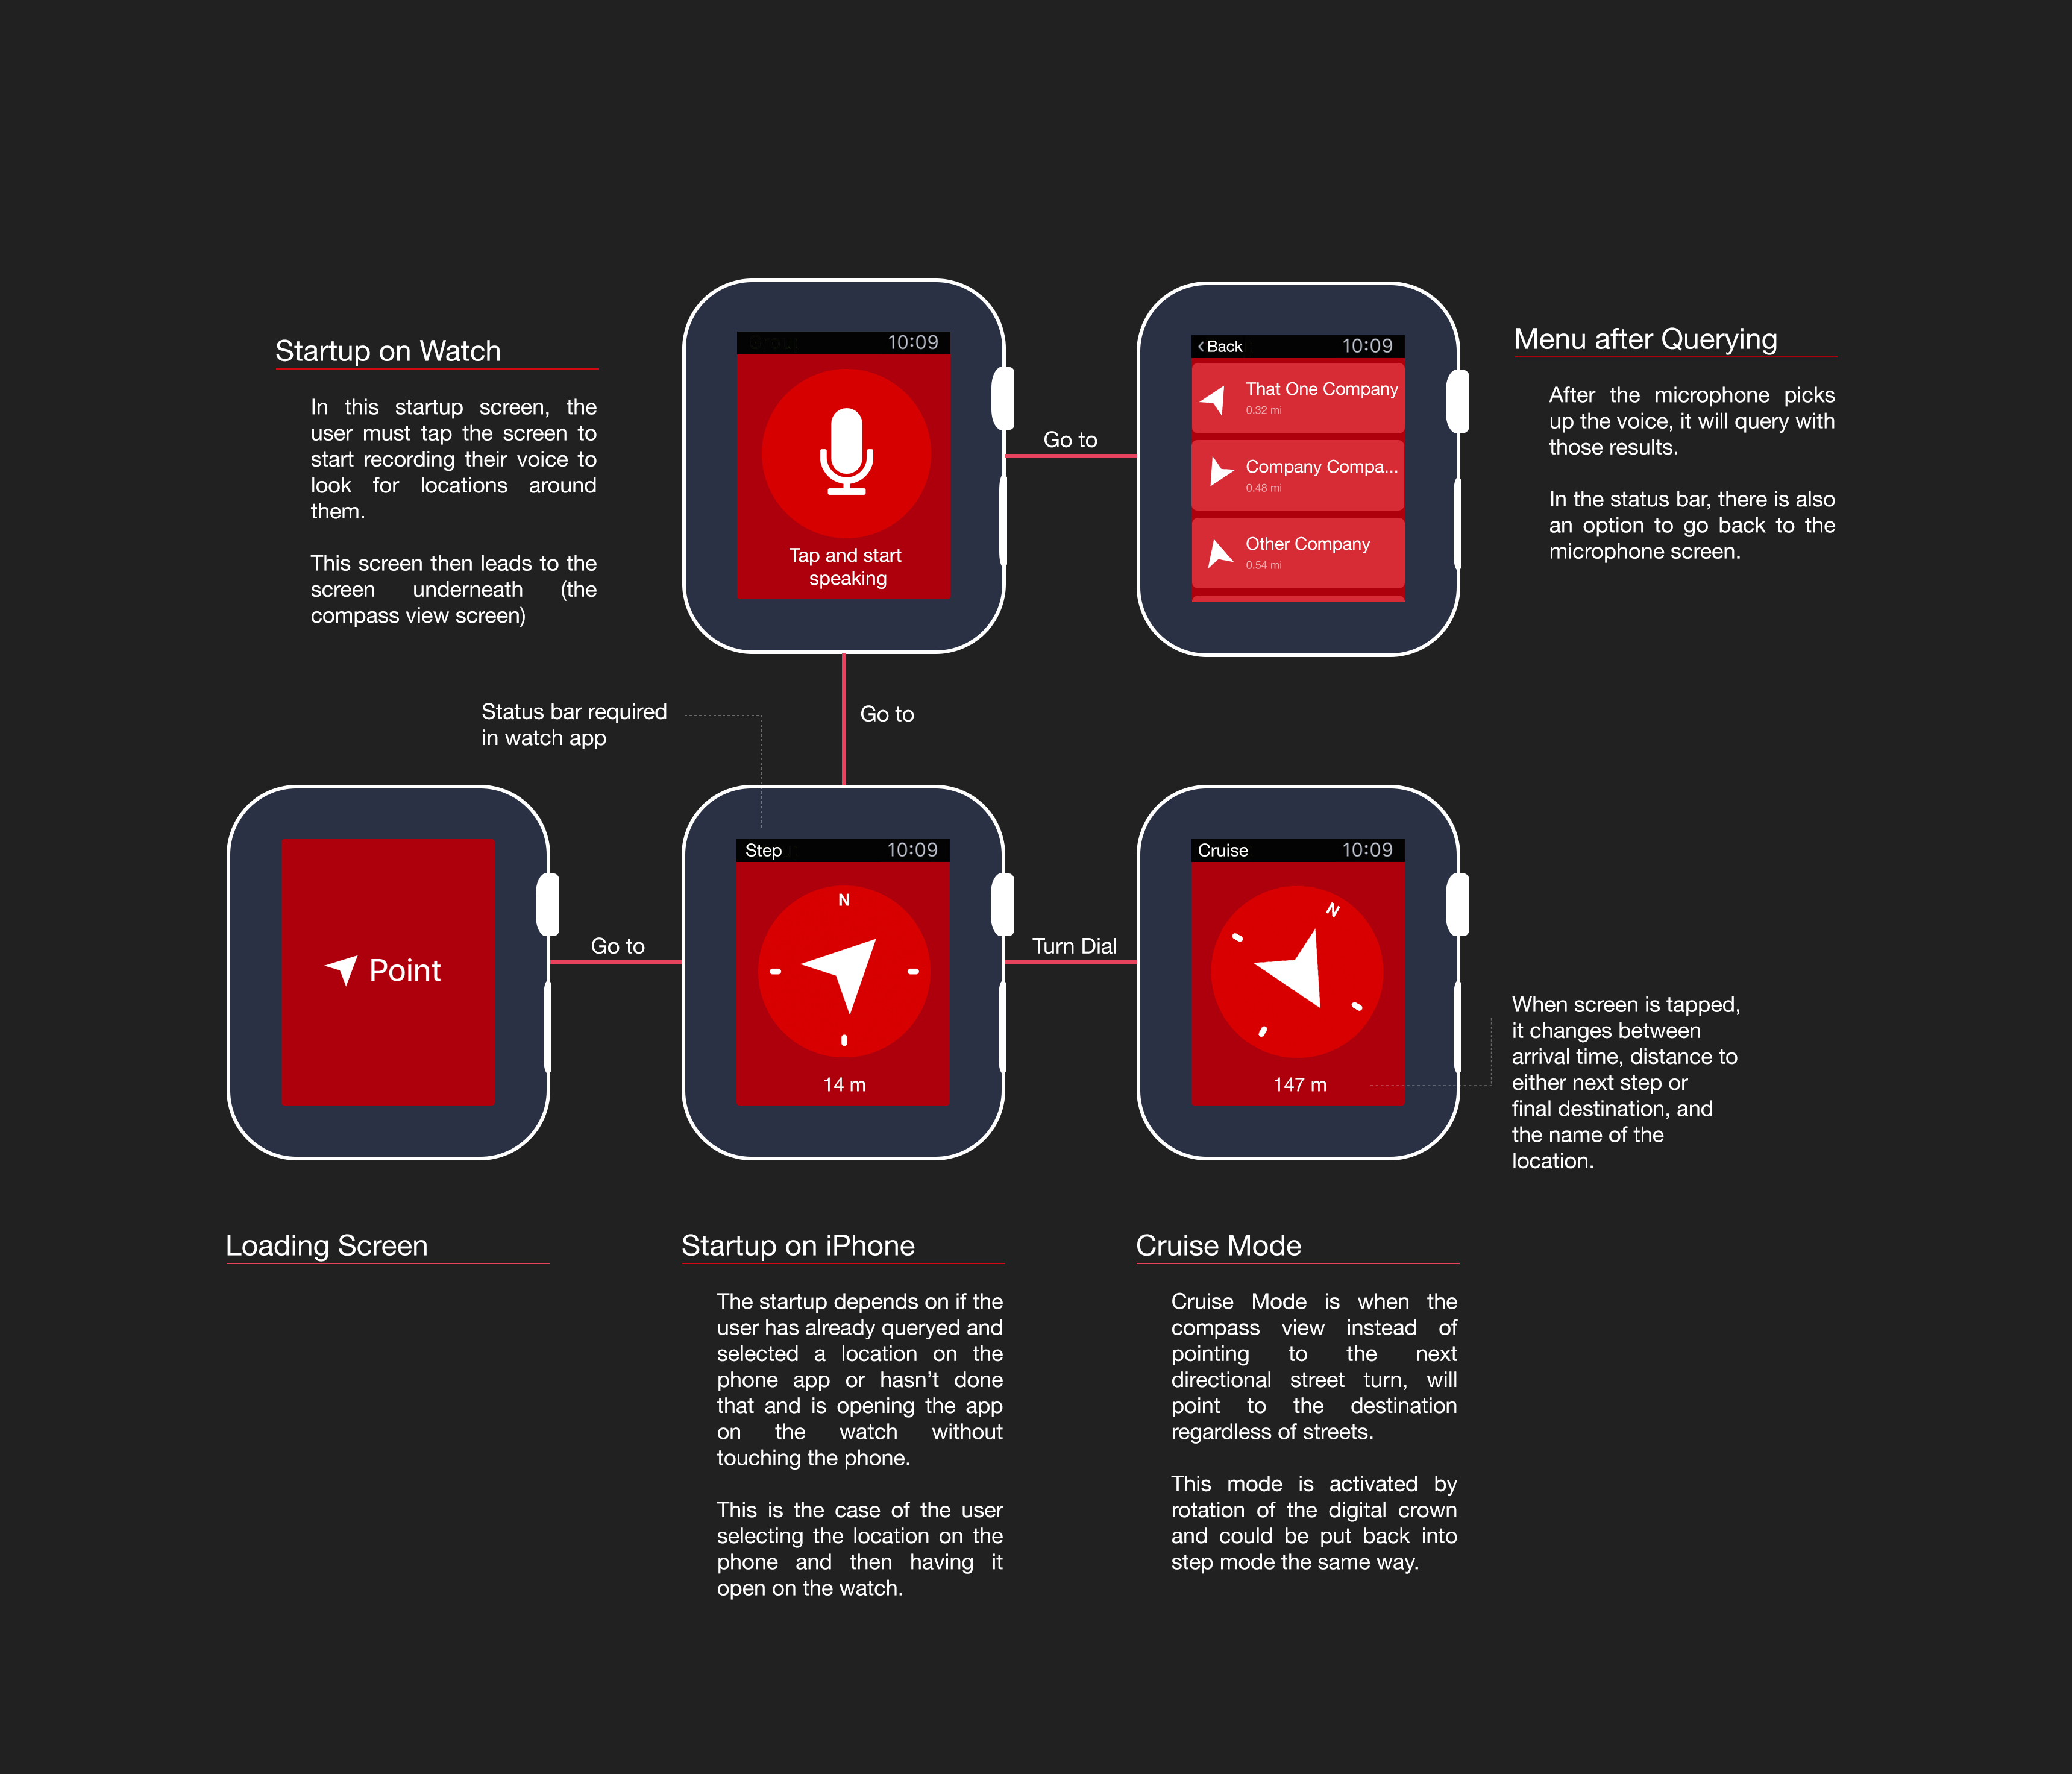 Startup on Watch
In this startup screen, the
user must tap the screen to
start recording their voice to
look for locations around
them.
This screen then leads to the
screen underneath (the
compass view screen)
10:09
Tap and start
speaking
Go to
Back
10:09
That One Company
0.32 mi
Company Compa...
0.48 mi
Other Company
0.54 mi
Menu after Querying
After the microphone picks
up the voice, it will query with
those results.
In the status bar, there is also
an option to go back to the
microphone screen.
Status bar required
in watch app
Go to
Point
Go to
Step
10:09
N
14 m
Turn Dial
Cruise
10:09
N
147 m
When screen is tapped,
it changes between
arrival time, distance to
either next step or
final destination, and
the name of the
location.
Loading Screen
Startup on iPhone
The startup depends on if the
user has already queryed and
selected a location on the
phone app or hasn't done
that and is opening the app
on the watch without
touching the phone.
This is the case of the user
selecting the location on the
phone and then having it
open on the watch.
Cruise Mode
Cruise Mode is when the
compass view instead of
pointing to the next
directional street turn, will
point to the destination
regardless of streets.
This mode is activated by
rotation of the digital crown
and could be put back into
step mode the same way.